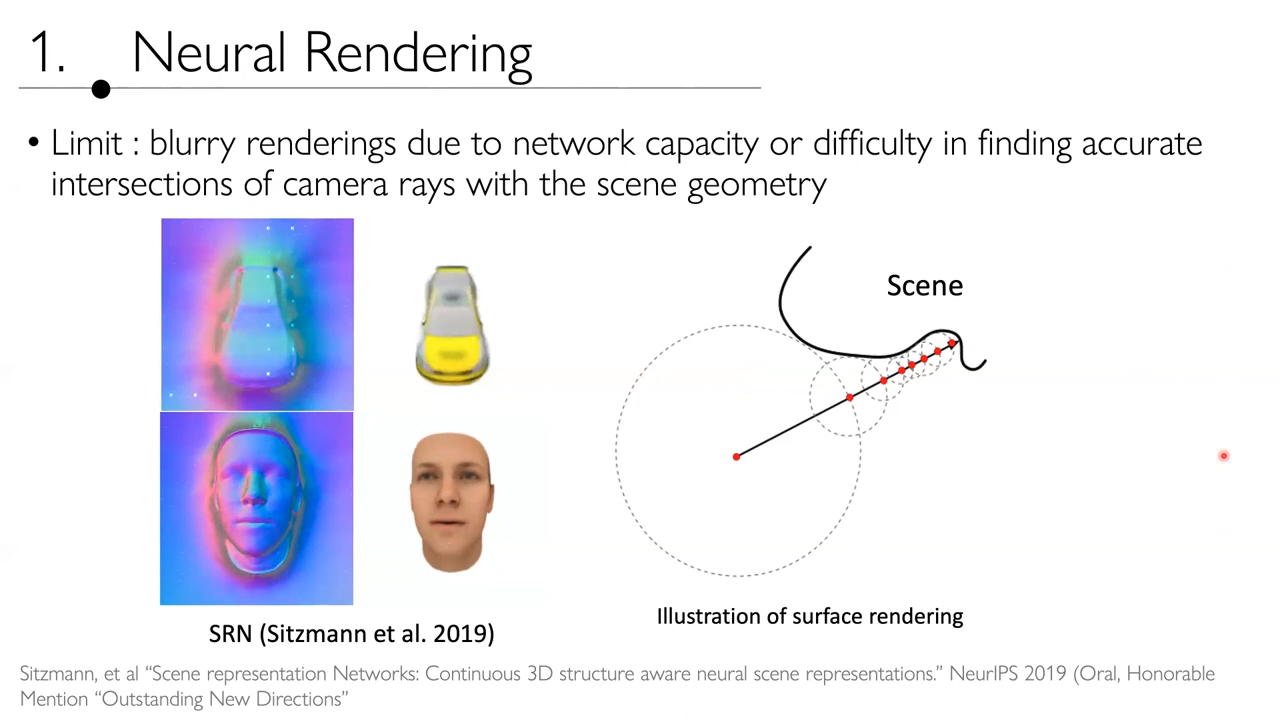 1. Neural Rendering
• Limit : blurry renderings due to network capacity or difficulty in finding accurate
intersections of camera rays with the scene geometry
Scene
Illustration of surface rendering
SRN (Sitzmann et al. 2019)
Sitzmann, et al “Scene representation Networks: Continuous 3D structure aware neural scene representations.” NeurIPS 2019 (Oral, Honorable
Mention “Outstanding New Directions”